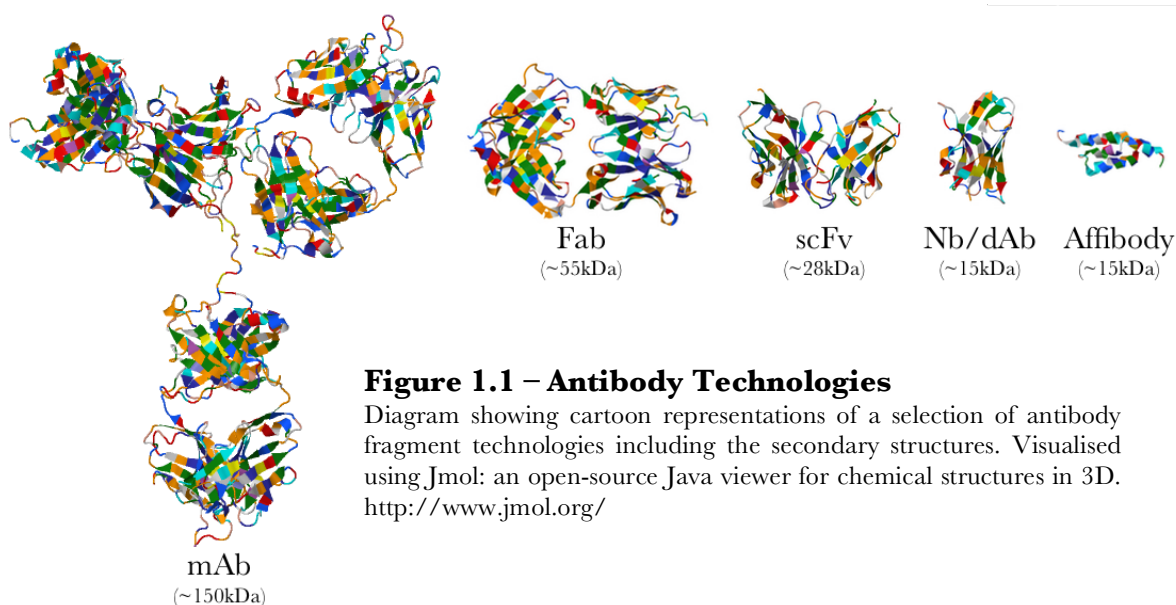 Fab
(~55kDa)
scFv
(~28kDa)
Nb/dAb
(~15kDa)
Affibody
(~15kDa)
mAb
(~150kDa)
Figure 1.1 – Antibody Technologies
Diagram showing cartoon representations of a selection of antibody
fragment technologies including the secondary structures. Visualised
using Jmol: an open-source Java viewer for chemical structures in 3D.
http://www.jmol.org/